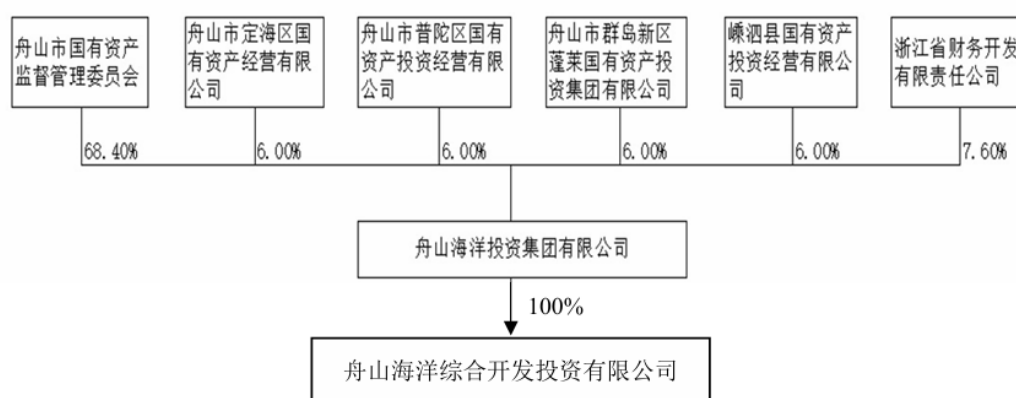 舟山市国有资产
监督管理委员会
舟山市定海区国
有资产经营有限
公司
舟山市普陀区国有
资产投资经营有限
公司
舟山市群岛新区
蓬莱国有资产投
资集团有限公司
嵊泗县国有资产
投资经营有限公
司
浙江省财务开发
有限责任公司
68.40%
6.00%
6.00%
6.00%
6.00%
7.60%
舟山海洋投资集团有限公司
100%
舟山海洋综合开发投资有限公司